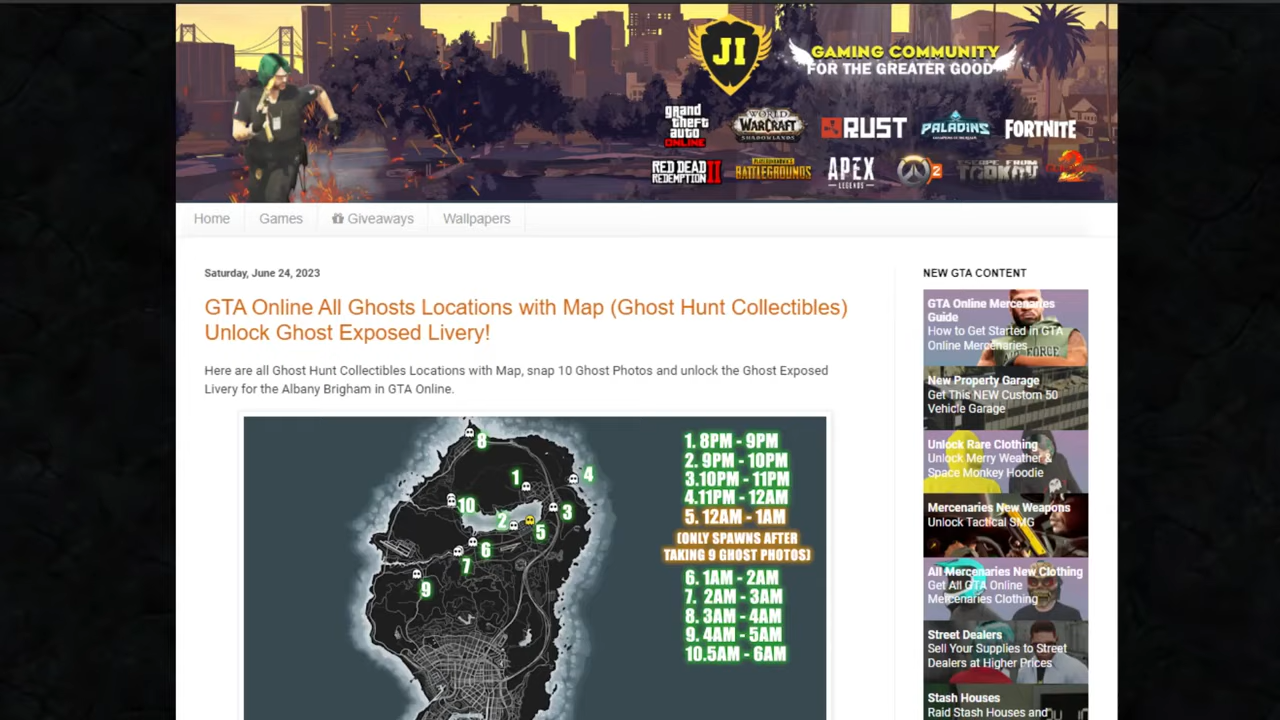 JI
GAMING COMMUNITY
FOR THE GREATER GOOD
grand
theft
auto
ONLINE
WORLD
WARCRAFT
SHADOWLANDS
RUST
PALADINS
FORTNITE
RED DEAD
REDEMPTION II
PLAYERUNKNOWN'S
BATTLEGROUNDS
APEX
LEGENDS
2
ESCAPE FROM
TARKOV
2
Home
Games
Giveaways
Wallpapers
Saturday, June 24, 2023
GTA Online All Ghosts Locations with Map (Ghost Hunt Collectibles)
Unlock Ghost Exposed Livery!
Here are all Ghost Hunt Collectibles Locations with Map, snap 10 Ghost Photos and unlock the Ghost Exposed
Livery for the Albany Brigham in GTA Online.
8
1
4
10
2
3
5
6
7
9
1. 8PM - 9PM
2. 9PM - 10PM
3.10PM - 11PM
4.11PM - 12AM
5. 12AM - 1AM
(ONLY SPAWNS AFTER
TAKING 9 GHOST PHOTOS)
6. 1AM - 2AM
7. 2AM - 3AM
8. 3AM - 4AM
9. 4AM - 5AM
10.5AM - 6AM
NEW GTA CONTENT
GTA Online Mercenaries
Guide
How to Get Started in GTA
Online Mercenaries
New Property Garage
Get This NEW Custom 50
Vehicle Garage
Unlock Rare Clothing
Unlock Merry Weather &
Space Monkey Hoodie
Mercenaries New Weapons
Unlock Tactical SMG
All Mercenaries New Clothing
Get All GTA Online
Mercenaries Clothing
Street Dealers
Sell Your Supplies to Street
Dealers at Higher Prices
Stash Houses
Raid Stash Houses and